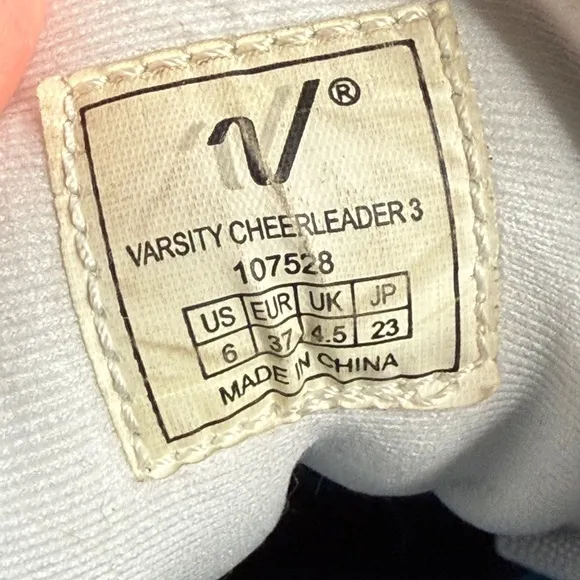 V®
VARSITY CHEERLEADER 3
107528
US EUR UK JP
6 37 4.5 23
MADE IN CHINA